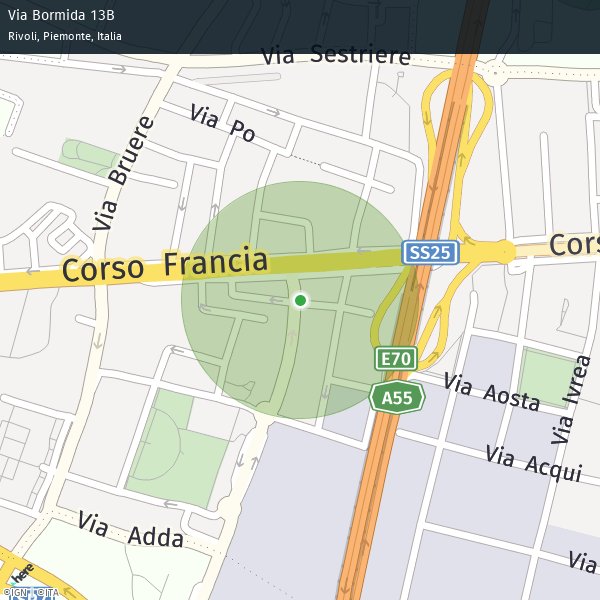 Via Bormida 13B
Rivoli, Piemonte, Italia
Via Sestriere
Via Po
Via Bruere
Corso Francia
SS25
Cors
E70
A55
Via Aosta
Via Ivrea
Via Acqui
Via Adda
Via
here
©IGN ©ITA